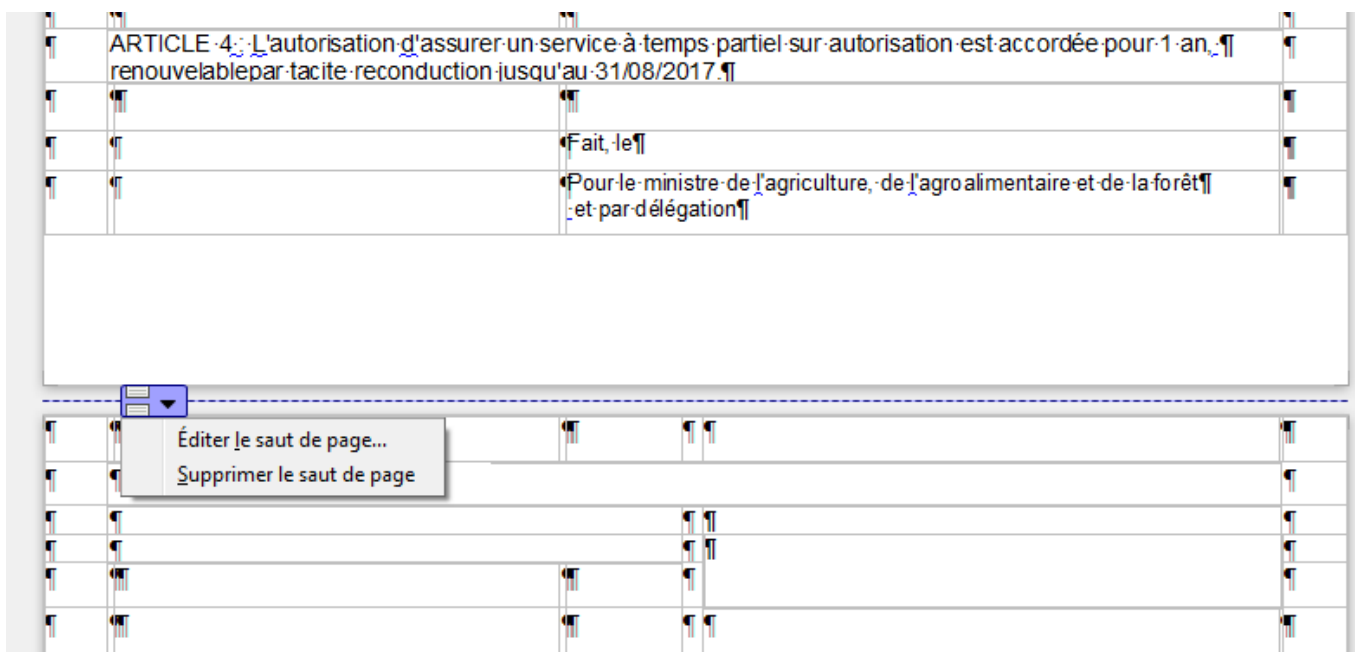 ARTICLE 4 : L'autorisation d'assurer un service à temps partiel sur autorisation est accordée pour 1 an, ¶
renouvelablepar tacite reconduction jusqu'au 31/08/2017.¶
Fait, le¶
Pour le ministre de l'agriculture, de l'agroalimentaire et de la forêt¶
et par délégation¶
Éditer le saut de page...
Supprimer le saut de page